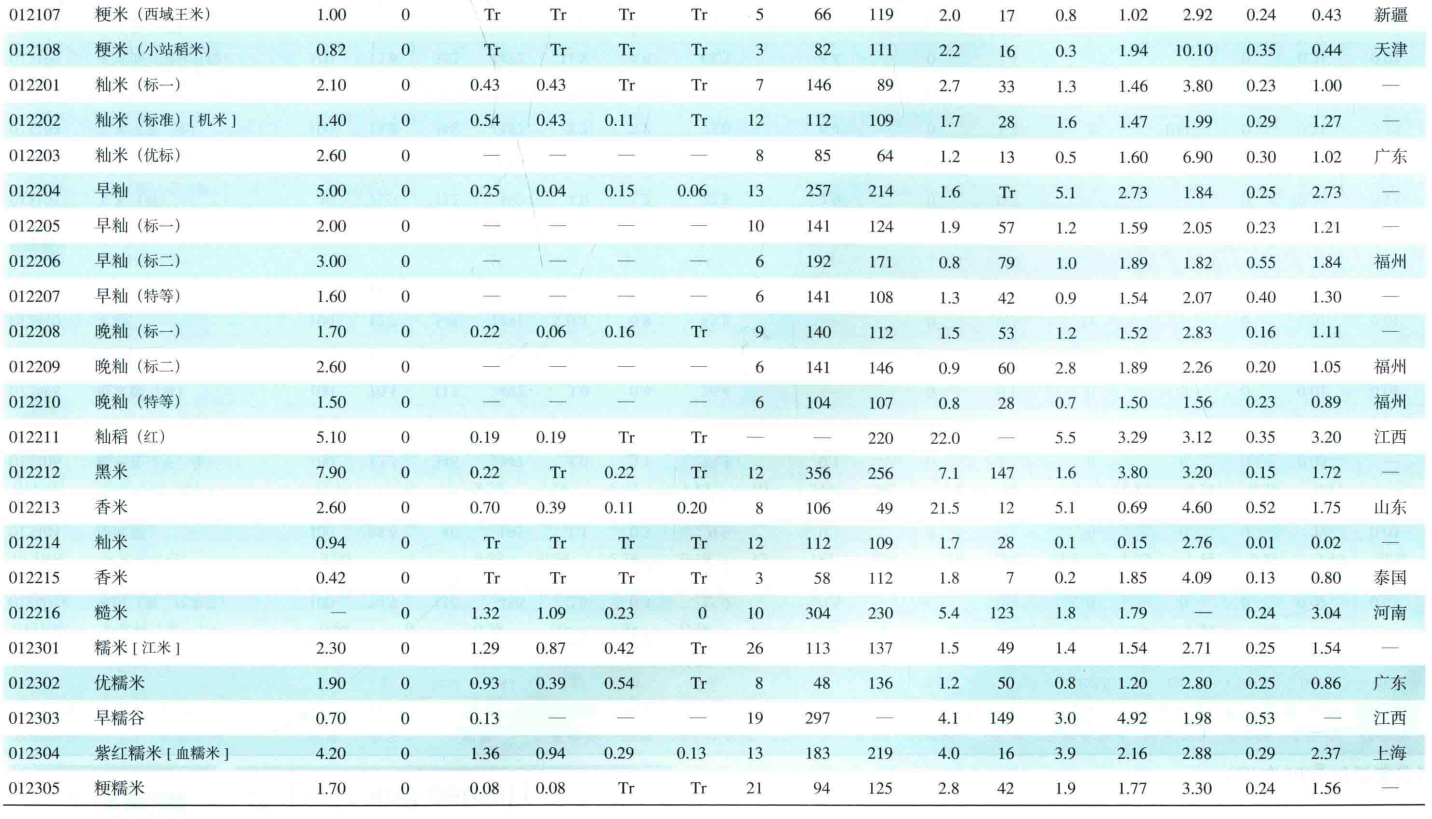 012107 粳米（西域王米） 1.00 0 Tr Tr Tr Tr 5 66 119 2.0 17 0.8 1.02 2.92 0.24 0.43 新疆
012108 粳米（小站稻米） 0.82 0 Tr Tr Tr Tr 3 82 111 2.2 16 0.3 1.94 10.10 0.35 0.44 天津
012201 籼米（标一） 2.10 0 0.43 0.43 Tr Tr 7 146 89 2.7 33 1.3 1.46 3.80 0.23 1.00 —
012202 籼米（标准）[机米] 1.40 0 0.54 0.43 0.11 Tr 12 112 109 1.7 28 1.6 1.47 1.99 0.29 1.27 —
012203 籼米（优标） 2.60 0 — — — — 8 85 64 1.2 13 0.5 1.60 6.90 0.30 1.02 广东
012204 早籼 5.00 0 0.25 0.04 0.15 0.06 13 257 214 1.6 Tr 5.1 2.73 1.84 0.25 2.73 —
012205 早籼（标一） 2.00 0 — — — — 10 141 124 1.9 57 1.2 1.59 2.05 0.23 1.21 —
012206 早籼（标二） 3.00 0 — — — — 6 192 171 0.8 79 1.0 1.89 1.82 0.55 1.84 福州
012207 早籼（特等） 1.60 0 — — — — 6 141 108 1.3 42 0.9 1.54 2.07 0.40 1.30 —
012208 晚籼（标一） 1.70 0 0.22 0.06 0.16 Tr 9 140 112 1.5 53 1.2 1.52 2.83 0.16 1.11 —
012209 晚籼（标二） 2.60 0 — — — — 6 141 146 0.9 60 2.8 1.89 2.26 0.20 1.05 福州
012210 晚籼（特等） 1.50 0 — — — — 6 104 107 0.8 28 0.7 1.50 1.56 0.23 0.89 福州
012211 籼稻（红） 5.10 0 0.19 0.19 Tr Tr — — 220 22.0 — 5.5 3.29 3.12 0.35 3.20 江西
012212 黑米 7.90 0 0.22 Tr 0.22 Tr 12 356 256 7.1 147 1.6 3.80 3.20 0.15 1.72 —
012213 香米 2.60 0 0.70 0.39 0.11 0.20 8 106 49 21.5 12 5.1 0.69 4.60 0.52 1.75 山东
012214 籼米 0.94 0 Tr Tr Tr Tr 12 112 109 1.7 28 0.1 0.15 2.76 0.01 0.02 —
012215 香米 0.42 0 Tr Tr Tr Tr 3 58 112 1.8 7 0.2 1.85 4.09 0.13 0.80 泰国
012216 糙米 — 0 1.32 1.09 0.23 0 10 304 230 5.4 123 1.8 1.79 — 0.24 3.04 河南
012301 糯米[江米] 2.30 0 1.29 0.87 0.42 Tr 26 113 137 1.5 49 1.4 1.54 2.71 0.25 1.54 —
012302 优糯米 1.90 0 0.93 0.39 0.54 Tr 8 48 136 1.2 50 0.8 1.20 2.80 0.25 0.86 广东
012303 早糯谷 0.70 0 0.13 — — — 19 297 — 4.1 149 3.0 4.92 1.98 0.53 — 江西
012304 紫红糯米[血糯米] 4.20 0 1.36 0.94 0.29 0.13 13 183 219 4.0 16 3.9 2.16 2.88 0.29 2.37 上海
012305 粳糯米 1.70 0 0.08 0.08 Tr Tr 21 94 125 2.8 42 1.9 1.77 3.30 0.24 1.56 —